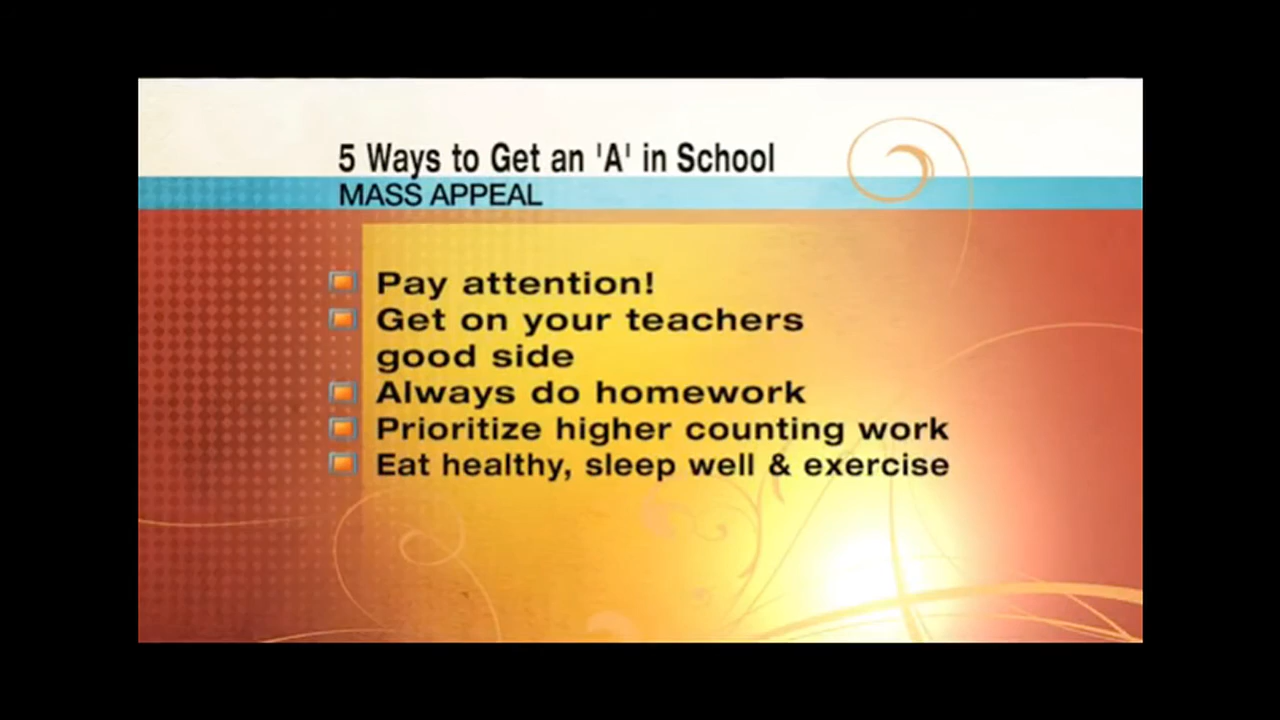 5 Ways to Get an 'A' in School
MASS APPEAL
Pay attention!
Get on your teachers
good side
Always do homework
Prioritize higher counting work
Eat healthy, sleep well & exercise